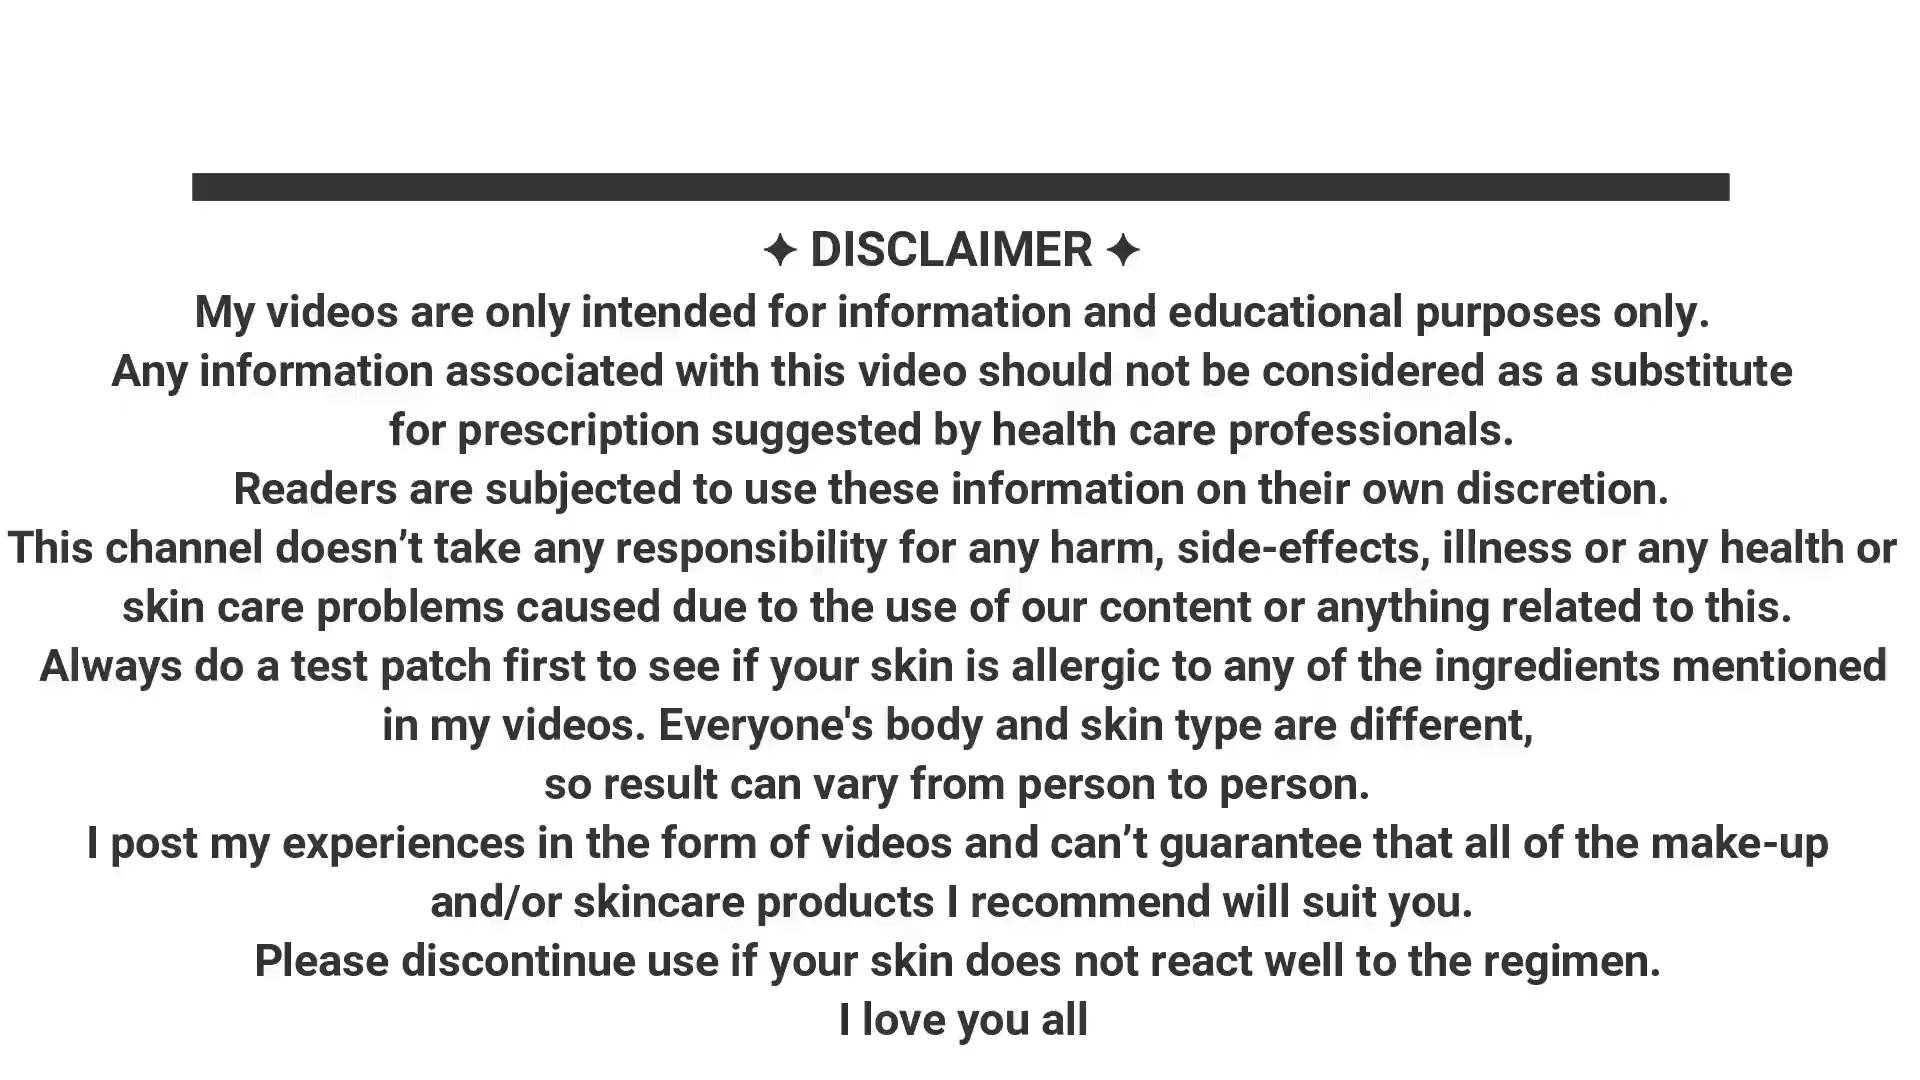 ✦ DISCLAIMER ✦
My videos are only intended for information and educational purposes only.
Any information associated with this video should not be considered as a substitute
for prescription suggested by health care professionals.
Readers are subjected to use these information on their own discretion.
This channel doesn’t take any responsibility for any harm, side-effects, illness or any health or
skin care problems caused due to the use of our content or anything related to this.
Always do a test patch first to see if your skin is allergic to any of the ingredients mentioned
in my videos. Everyone's body and skin type are different,
so result can vary from person to person.
I post my experiences in the form of videos and can’t guarantee that all of the make-up
and/or skincare products I recommend will suit you.
Please discontinue use if your skin does not react well to the regimen.
I love you all